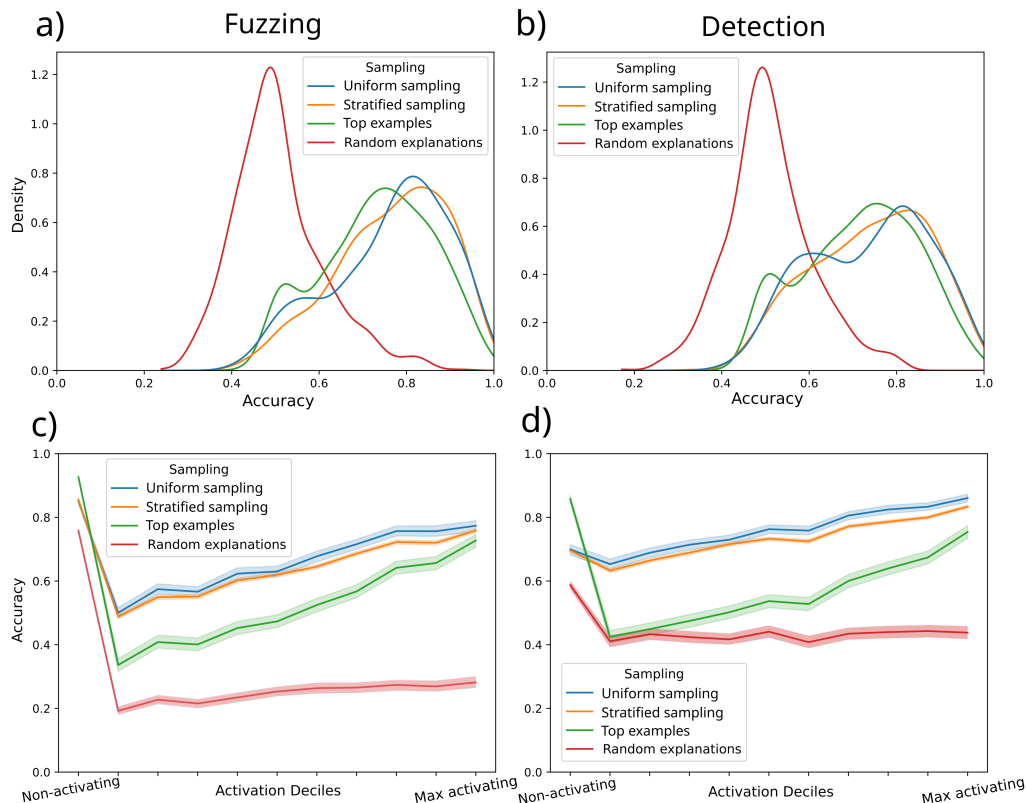 a)
Fuzzing
b)
Detection
Sampling
Uniform sampling
Stratified sampling
Top examples
Random explanations
Density
1.2
1.0
0.8
0.6
0.4
0.2
0.0
0.0 0.2 0.4 0.6 0.8 1.0
Accuracy
Sampling
Uniform sampling
Stratified sampling
Top examples
Random explanations
1.2
1.0
0.8
0.6
0.4
0.2
0.0
0.0 0.2 0.4 0.6 0.8 1.0
Accuracy
c)
d)
Sampling
Uniform sampling
Stratified sampling
Top examples
Random explanations
Accuracy
1.0
0.8
0.6
0.4
0.2
0.0
Non-activating
Activation Deciles
Max activating
1.0
0.8
0.6
0.4
0.2
0.0
Sampling
Uniform sampling
Stratified sampling
Top examples
Random explanations
Non-activating
Activation Deciles
Max activating